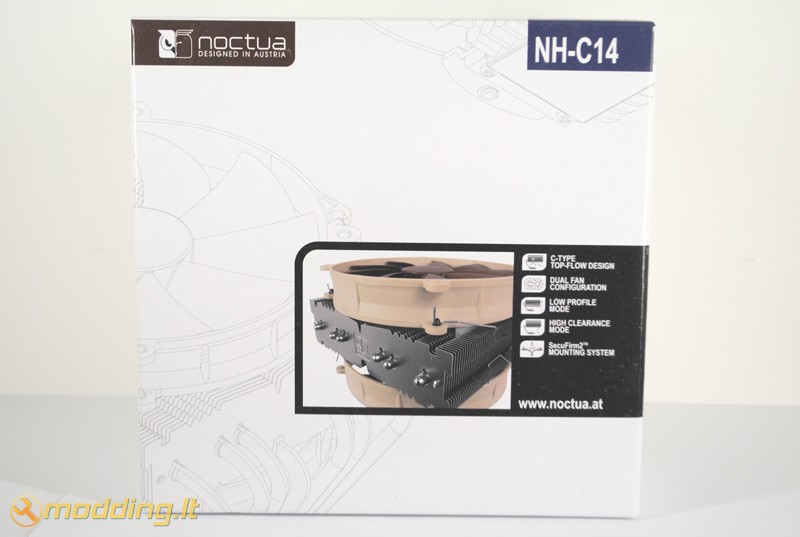 noctua
DESIGNED IN AUSTRIA
NH-C14
C-TYPE
TOP-FLOW DESIGN
DUAL FAN
CONFIGURATION
LOW PROFILE
MODE
HIGH CLEARANCE
MODE
SecuFirm2™
MOUNTING SYSTEM
www.noctua.at
modding.lt